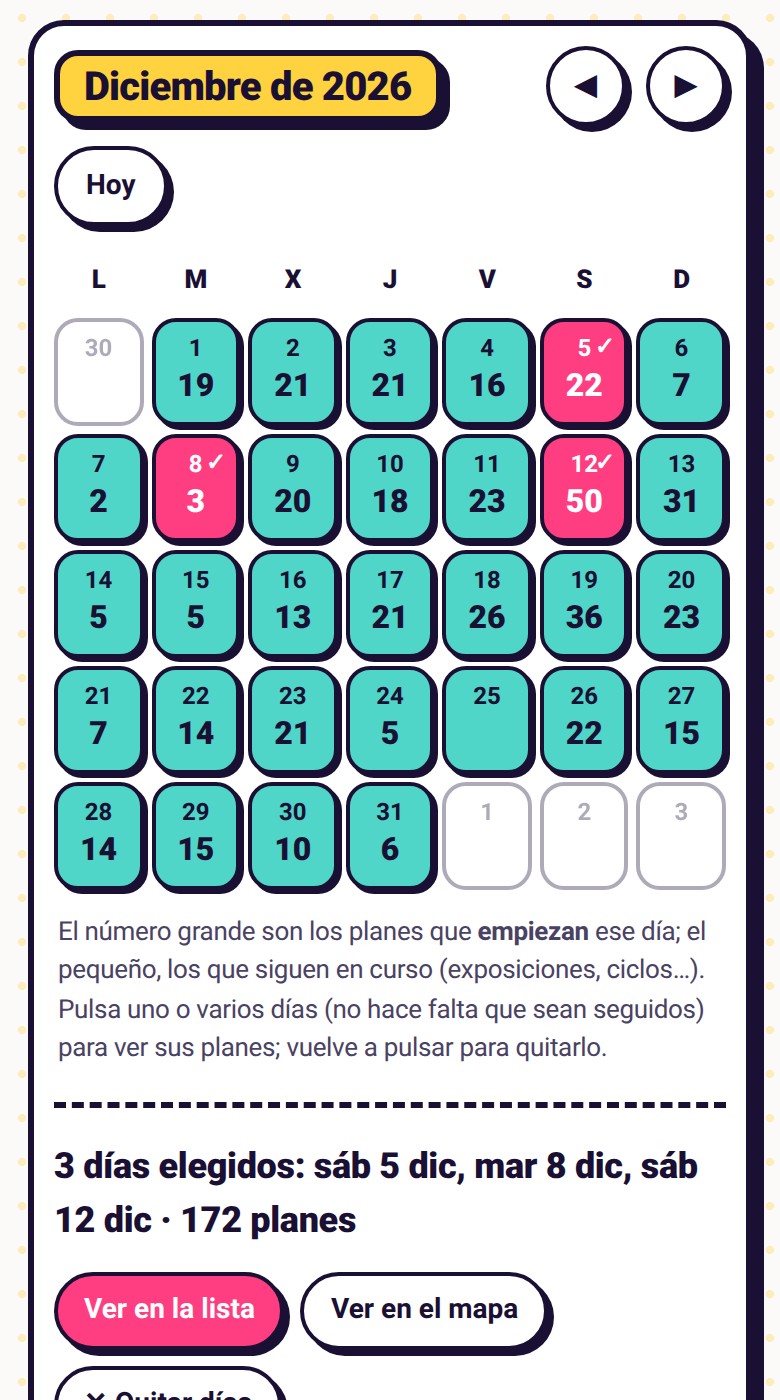 Diciembre de 2026
◀ ▶
Hoy
L M X J V S D
30 1 2 3 4 5 ✓ 6
19 21 21 16 22 7
7 8 ✓ 9 10 11 12✓ 13
2 3 20 18 23 50 31
14 15 16 17 18 19 20
5 5 13 21 26 36 23
21 22 23 24 25 26 27
7 14 21 5 22 15
28 29 30 31 1 2 3
14 15 10 6
El número grande son los planes que empiezan ese día; el
pequeño, los que siguen en curso (exposiciones, ciclos…).
Pulsa uno o varios días (no hace falta que sean seguidos)
para ver sus planes; vuelve a pulsar para quitarlo.
3 días elegidos: sáb 5 dic, mar 8 dic, sáb
12 dic · 172 planes
Ver en la lista Ver en el mapa
✕ Quitar días